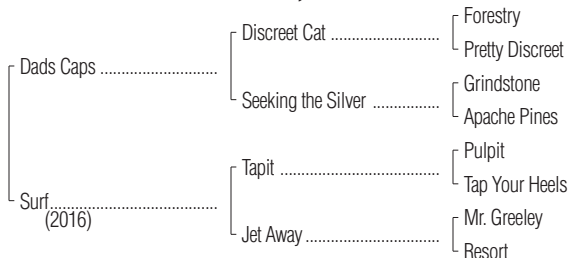 Forestry
Discreet Cat ........................
Pretty Discreet
Dads Caps ..........................
Grindstone
Seeking the Silver ...............
Apache Pines
Pulpit
Tapit ...................................
Tap Your Heels
Surf.....................................
(2016)
Mr. Greeley
Jet Away .............................
Resort